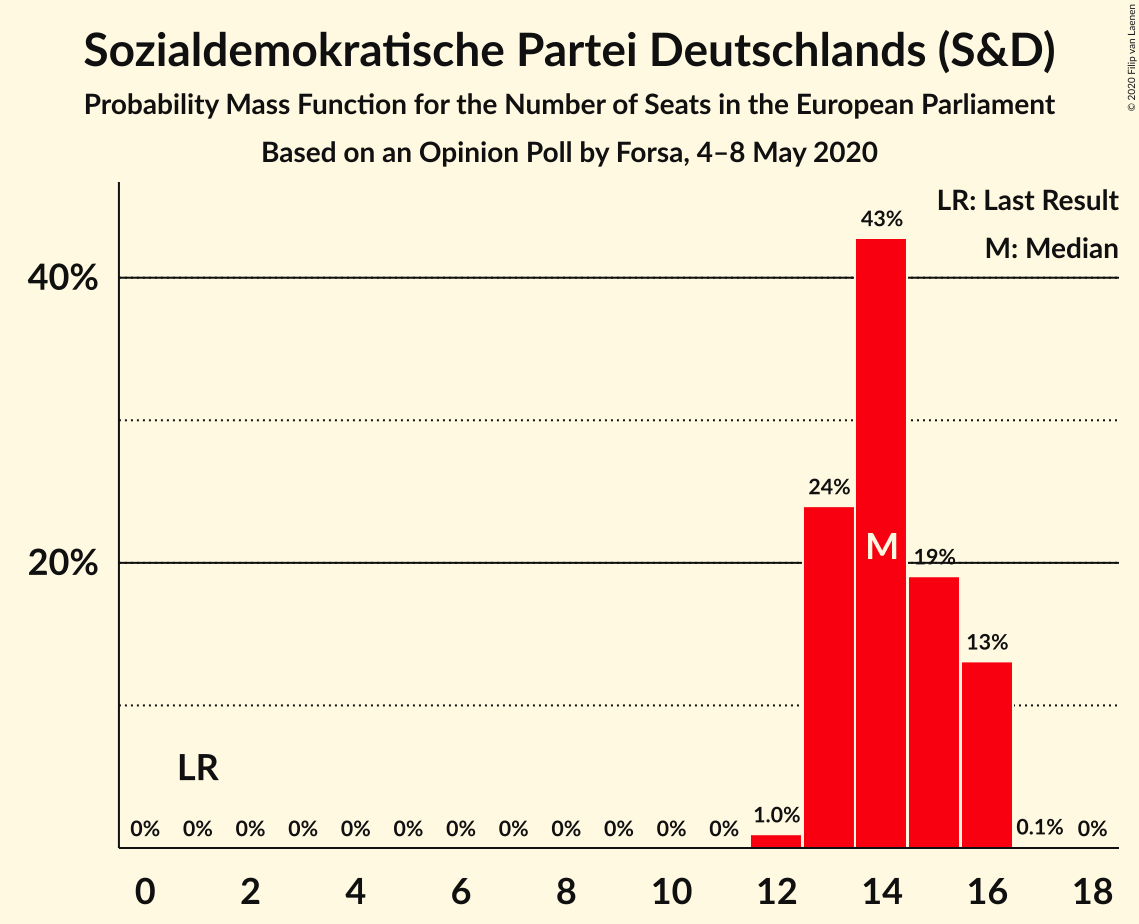 Sozialdemokratische Partei Deutschlands (S&D)
Probability Mass Function for the Number of Seats in the European Parliament
Based on an Opinion Poll by Forsa, 4–8 May 2020
© 2020 Filip van Laenen
LR: Last Result
M: Median
43%
40%
24%
M
20%
19%
13%
LR
0% 0% 0% 0% 0% 0% 0% 0% 0% 0% 0% 0% 1.0% 0.1% 0%
0 2 4 6 8 10 12 14 16 18